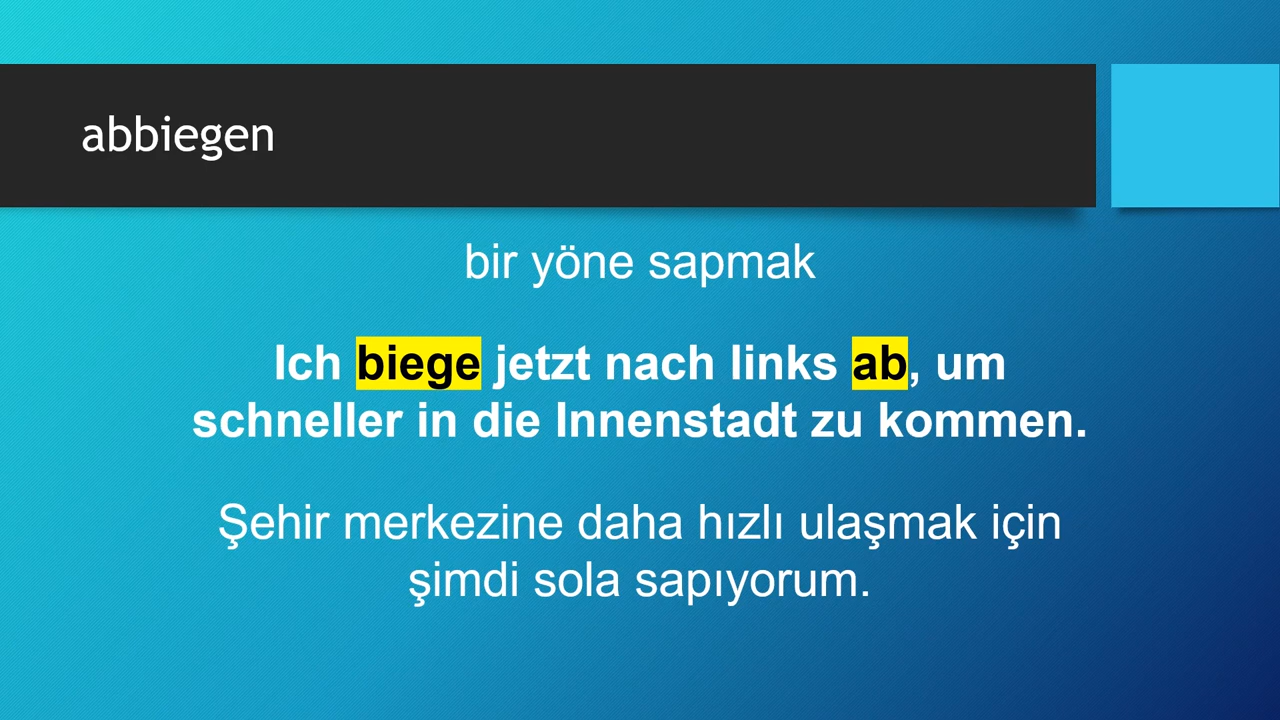 abbiegen
bir yöne sapmak
Ich biege jetzt nach links ab, um
schneller in die Innenstadt zu kommen.
Şehir merkezine daha hızlı ulaşmak için
şimdi sola sapıyorum.